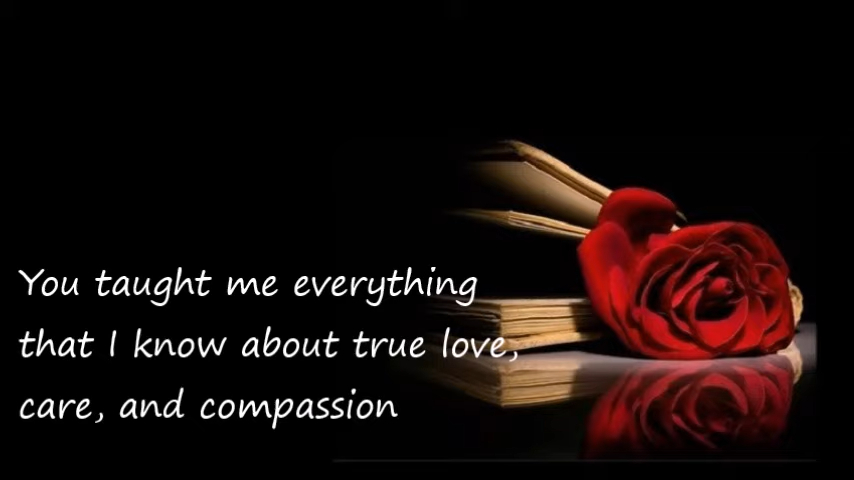 You taught me everything
that I know about true love,
care, and compassion